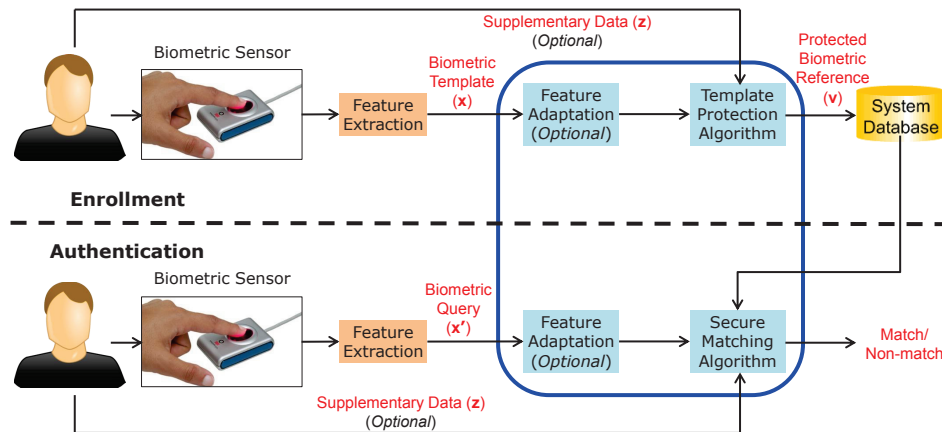 Supplementary Data (z)
(Optional)
Biometric Sensor
Biometric
Template
(x)
Protected
Biometric
Reference
(v)
Feature
Extraction
Feature
Adaptation
(Optional)
Template
Protection
Algorithm
System
Database
Enrollment
Authentication
Biometric Sensor
Biometric
Query
(x′)
Feature
Extraction
Feature
Adaptation
(Optional)
Secure
Matching
Algorithm
Match/
Non-match
Supplementary Data (z)
(Optional)